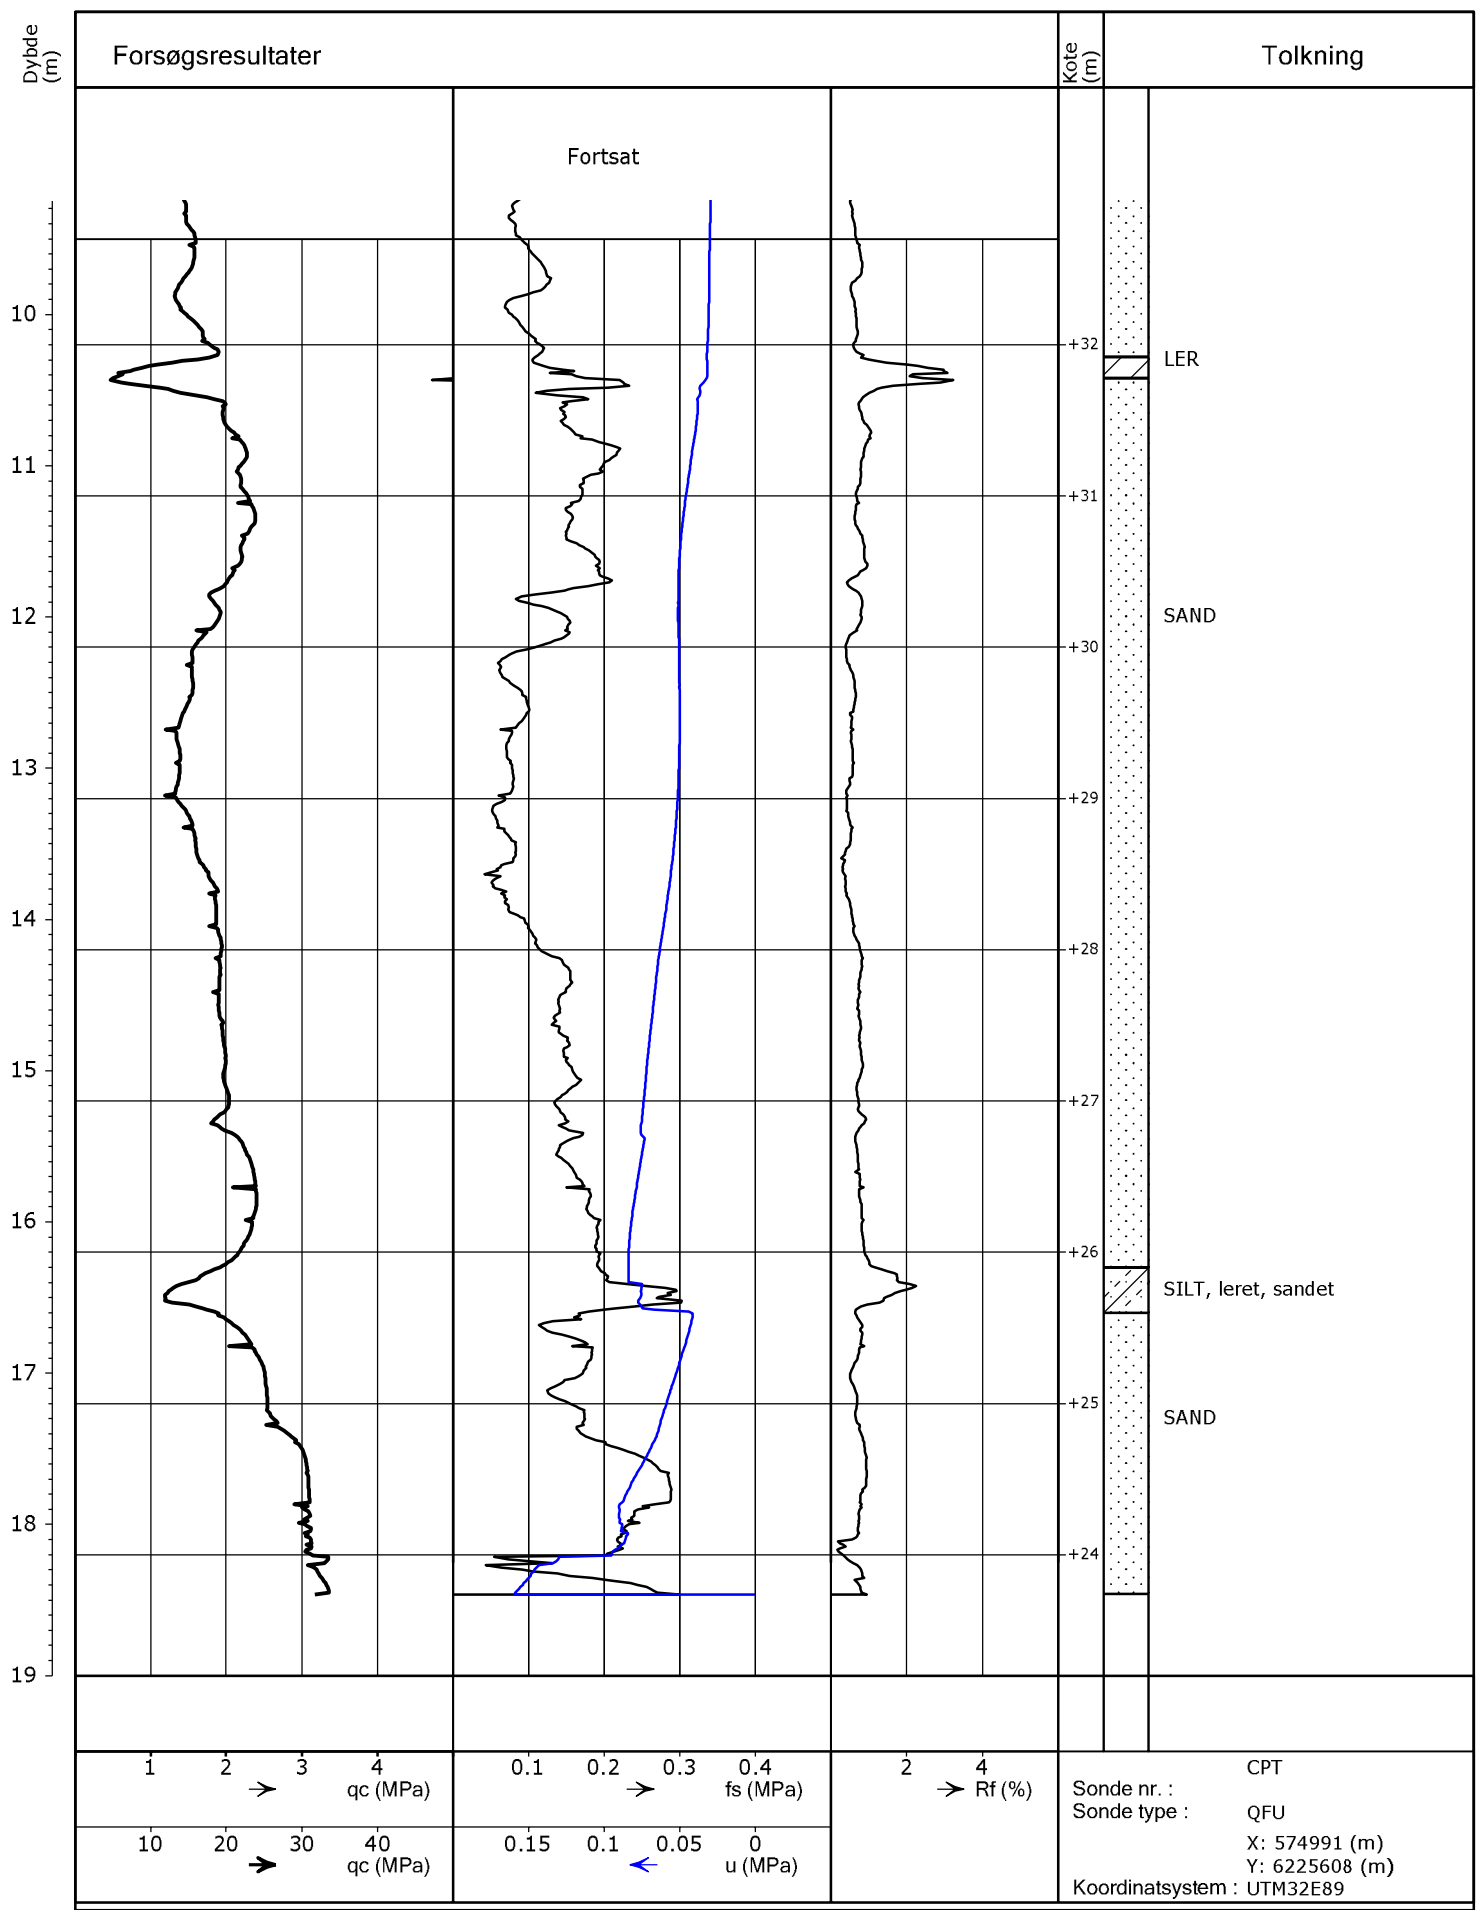 Dybde
(m)
Forsøgsresultater
Kote
(m)
Tolkning
Fortsat
10
11
12
13
14
15
16
17
18
19
+32
+31
+30
+29
+28
+27
+26
+25
+24
LER
SAND
SILT, leret, sandet
SAND
1 2 3 4
qc (MPa)
10 20 30 40
qc (MPa)
0.1 0.2 0.3 0.4
fs (MPa)
0.15 0.1 0.05 0
u (MPa)
2 4
Rf (%)
CPT
Sonde nr. :
Sonde type : QFU
X: 574991 (m)
Y: 6225608 (m)
Koordinatsystem : UTM32E89